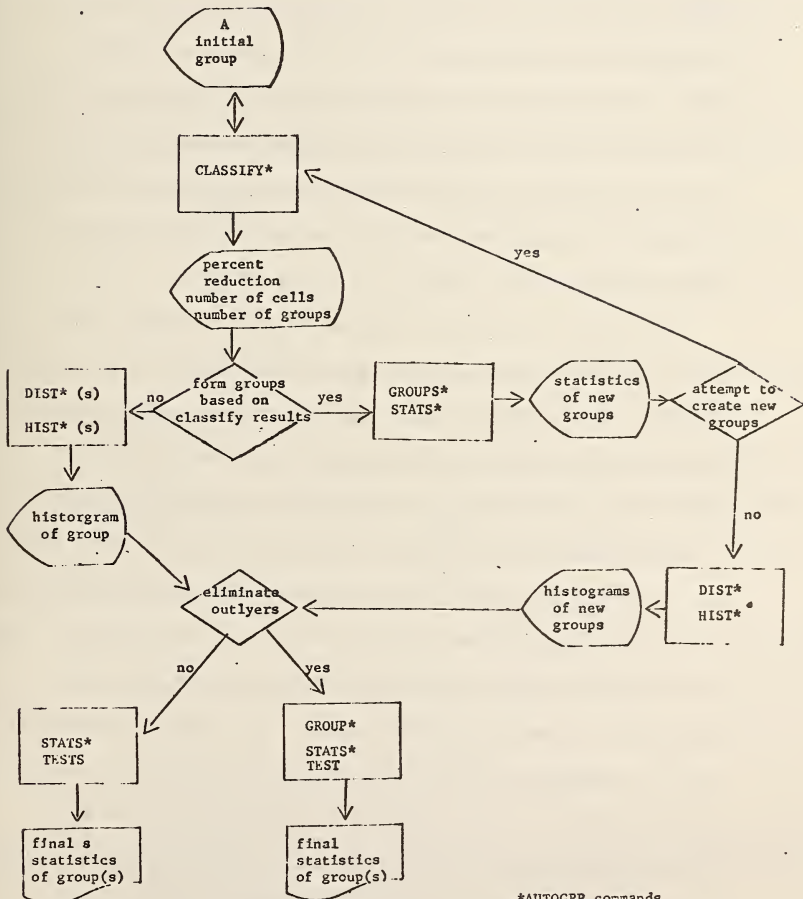 A
initial
group
CLASSIFY*
yes
percent
reduction
number of cells
number of groups
DIST* (s)
HIST* (s)
no
form groups
based on
classify results
yes
GROUPS*
STATS*
statistics
of new
groups
attempt to
create new
groups
no
historgram
of group
eliminate
outlyers
histograms
of new
groups
DIST*
HIST*
no
yes
STATS*
TESTS
GROUP*
STATS*
TEST
final s
statistics
of group(s)
final
statistics
of group(s)
*AUTOGRP commands